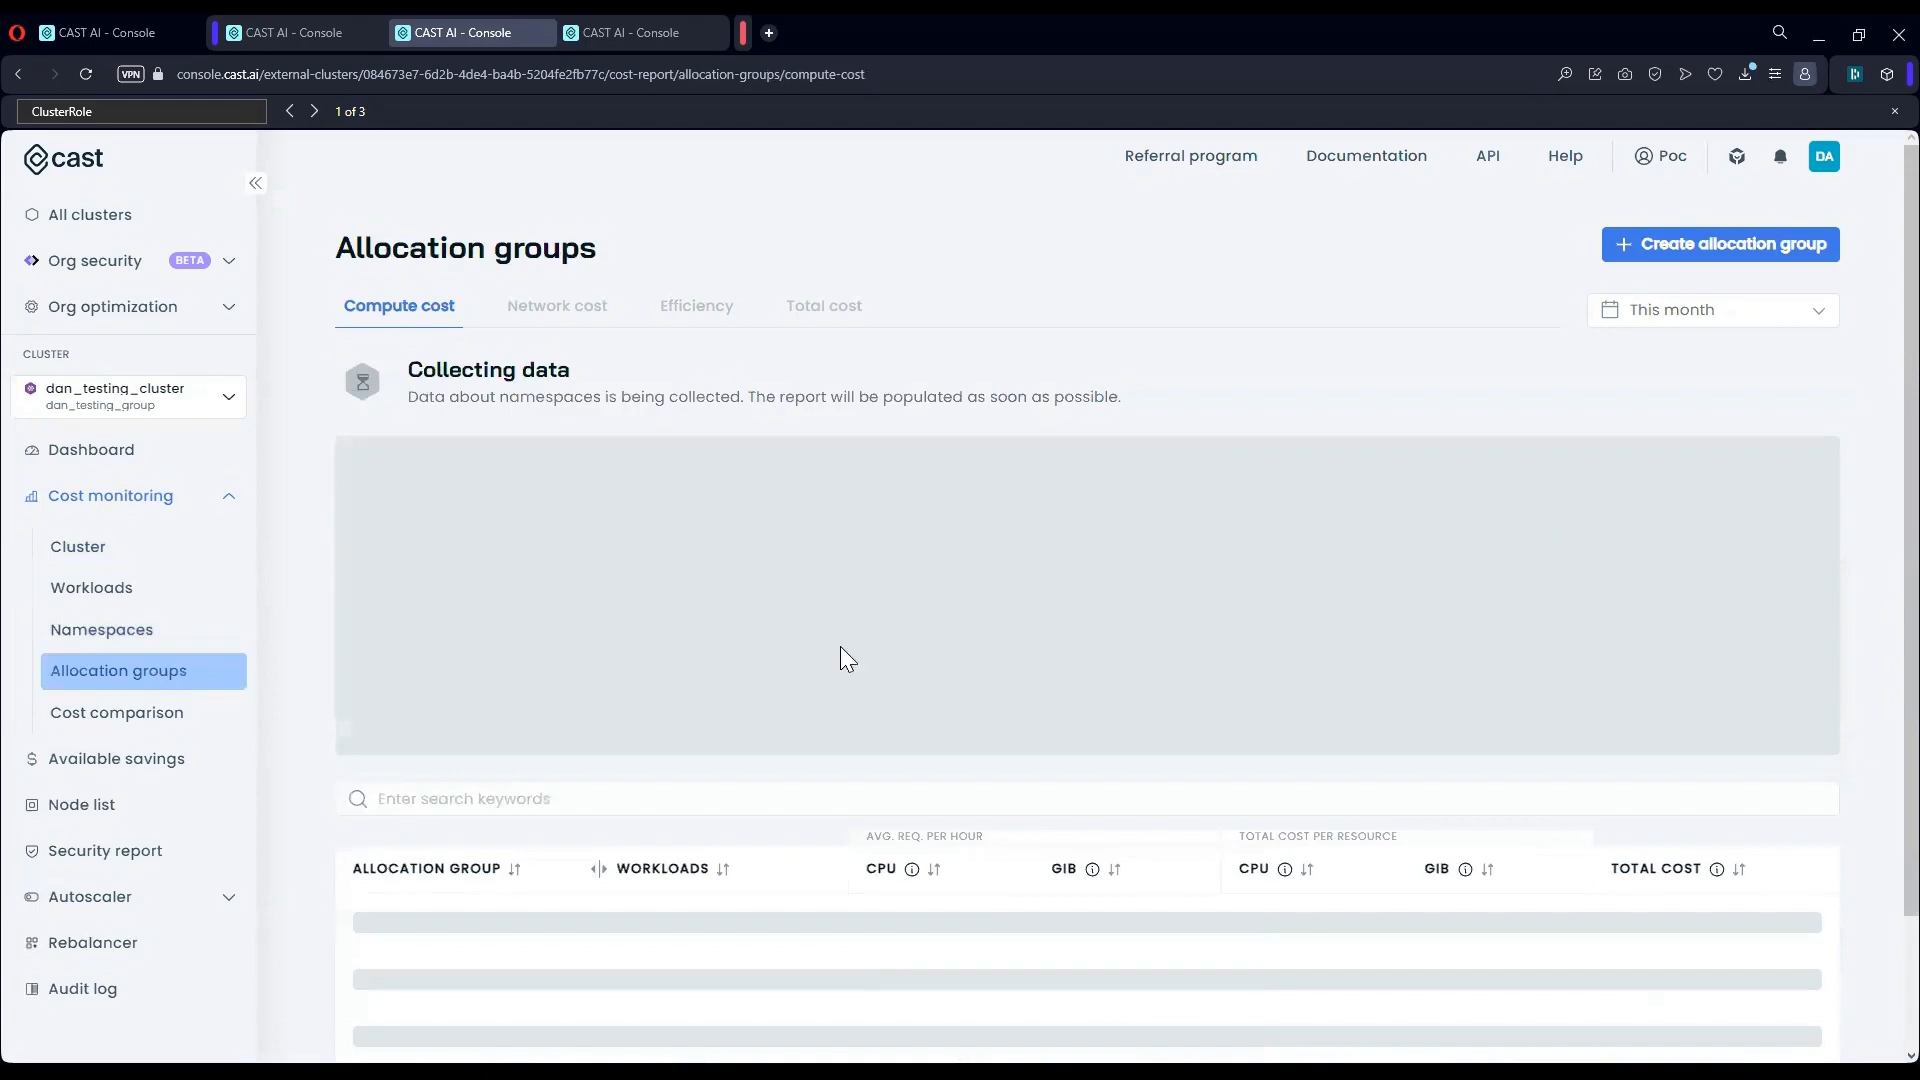 CAST AI - Console
CAST AI - Console
CAST AI - Console
CAST AI - Console
VPN
console.cast.ai/external-clusters/084673e7-6d2b-4de4-ba4b-5204fe2fb77c/cost-report/allocation-groups/compute-cost
ClusterRole
1 of 3
cast
Referral program
Documentation
API
Help
Poc
DA
All clusters
Org security BETA
Org optimization
CLUSTER
dan_testing_cluster
dan_testing_group
Dashboard
Cost monitoring
Cluster
Workloads
Namespaces
Allocation groups
Cost comparison
Available savings
Node list
Security report
Autoscaler
Rebalancer
Audit log
Allocation groups
+ Create allocation group
Compute cost
Network cost
Efficiency
Total cost
This month
Collecting data
Data about namespaces is being collected. The report will be populated as soon as possible.
Enter search keywords
AVG. REQ. PER HOUR
TOTAL COST PER RESOURCE
ALLOCATION GROUP
WORKLOADS
CPU
GIB
CPU
GIB
TOTAL COST